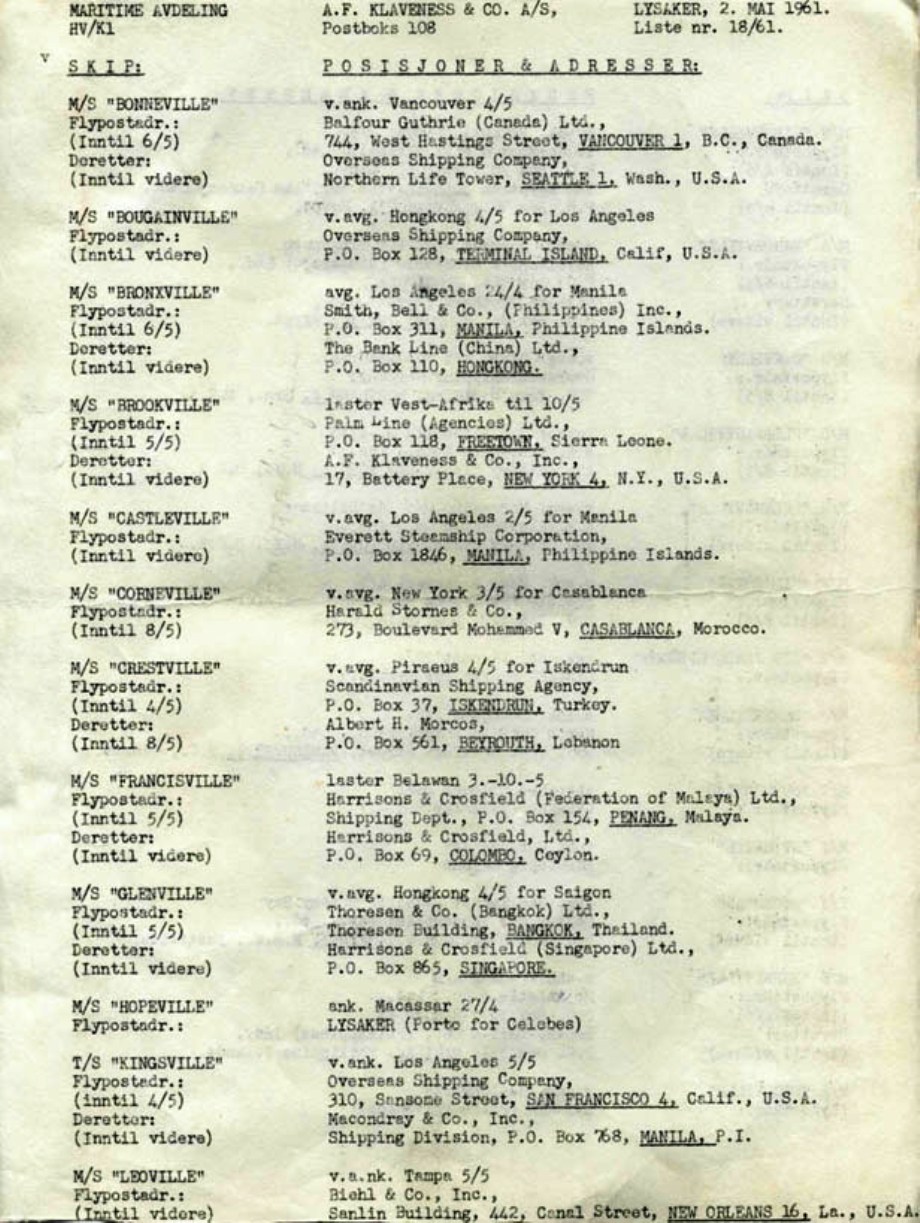 MARITIME AVDELING A.F. KLAVENESS & CO. A/S, LYSAKER, 2. MAI 1961.
HV/Kl Postboks 108 Liste nr. 18/61.
v
SKIP: POSISJONER & ADRESSER:
M/S "BONNEVILLE" v.ank. Vancouver 4/5
Flypostadr.: Balfour Guthrie (Canada) Ltd.,
(Inntil 6/5) 744, West Hastings Street, VANCOUVER 1, B.C., Canada.
Deretter: Overseas Shipping Company,
(Inntil videre) Northern Life Tower, SEATTLE 1, Wash., U.S.A.
M/S "BOUGAINVILLE" v.avg. Hongkong 4/5 for Los Angeles
Flypostadr.: Overseas Shipping Company,
(Inntil videre) P.O. Box 128, TERMINAL ISLAND, Calif, U.S.A.
M/S "BRONXVILLE" avg. Los Angeles 24/4 for Manila
Flypostadr.: Smith, Bell & Co., (Philippines) Inc.,
(Inntil 6/5) P.O. Box 311, MANILA, Philippine Islands.
Deretter: The Bank Line (China) Ltd.,
(Inntil videre) P.O. Box 110, HONGKONG.
M/S "BROOKVILLE" laster Vest-Afrika til 10/5
Flypostadr.: Palm Line (Agencies) Ltd.,
(Inntil 5/5) P.O. Box 118, FREETOWN, Sierra Leone.
Deretter: A.F. Klaveness & Co., Inc.,
(Inntil videre) 17, Battery Place, NEW YORK 4, N.Y., U.S.A.
M/S "CASTLEVILLE" v.avg. Los Angeles 2/5 for Manila
Flypostadr.: Everett Steamship Corporation,
(Inntil videre) P.O. Box 1846, MANILA, Philippine Islands.
M/S "CORNEVILLE" v.avg. New York 3/5 for Casablanca
Flypostadr.: Harald Stornes & Co.,
(Inntil 8/5) 273, Boulevard Mohammed V, CASABLANCA, Morocco.
M/S "CRESTVILLE" v.avg. Piraeus 4/5 for Iskendrun
Flypostadr.: Scandinavian Shipping Agency,
(Inntil 4/5) P.O. Box 37, ISKENDRUN, Turkey.
Deretter: Albert H. Morcos,
(Inntil 8/5) P.O. Box 561, BEYROUTH, Lebanon
M/S "FRANCISVILLE" laster Belawan 3.-10.-5
Flypostadr.: Harrisons & Crosfield (Federation of Malaya) Ltd.,
(Inntil 5/5) Shipping Dept., P.O. Box 154, PENANG, Malaya.
Deretter: Harrisons & Crosfield, Ltd.,
(Inntil videre) P.O. Box 69, COLOMBO, Ceylon.
M/S "GLENVILLE" v.avg. Hongkong 4/5 for Saigon
Flypostadr.: Thoresen & Co. (Bangkok) Ltd.,
(Inntil 5/5) Thoresen Building, BANGKOK, Thailand.
Deretter: Harrisons & Crosfield (Singapore) Ltd.,
(Inntil videre) P.O. Box 865, SINGAPORE.
M/S "HOPEVILLE" ank. Macassar 27/4
Flypostadr.: LYSAKER (Porto for Celebes)
T/S "KINGSVILLE" v.ank. Los Angeles 5/5
Flypostadr.: Overseas Shipping Company,
(inntil 4/5) 310, Sansome Street, SAN FRANCISCO 4, Calif., U.S.A.
Deretter: Macondray & Co., Inc.,
(Inntil videre) Shipping Division, P.O. Box 768, MANILA, P.I.
M/S "LEOVILLE" v.a.nk. Tampa 5/5
Flypostadr.: Biehl & Co., Inc.,
(Inntil videre) Sanlin Building, 442, Canal Street, NEW ORLEANS 16, La., U.S.A.